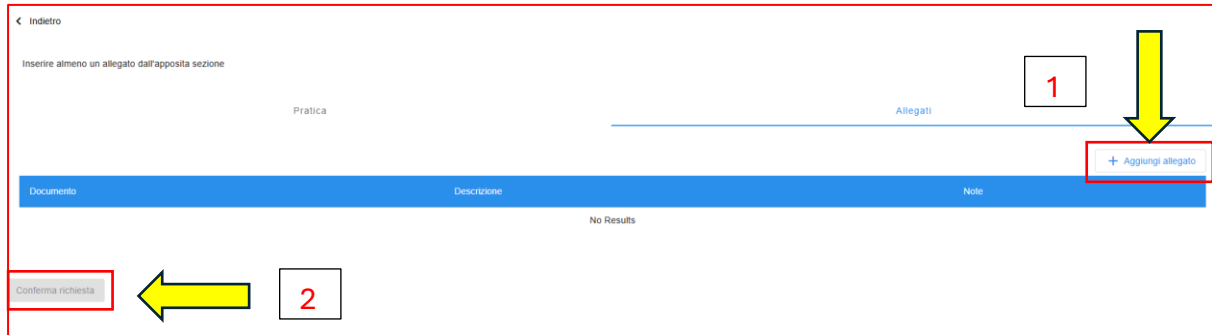 Indietro
Inserire almeno un allegato dall'apposita sezione
1
Pratica Allegati
+ Aggiungi allegato
Documento Descrizione Note
No Results
Conferma richiesta
2